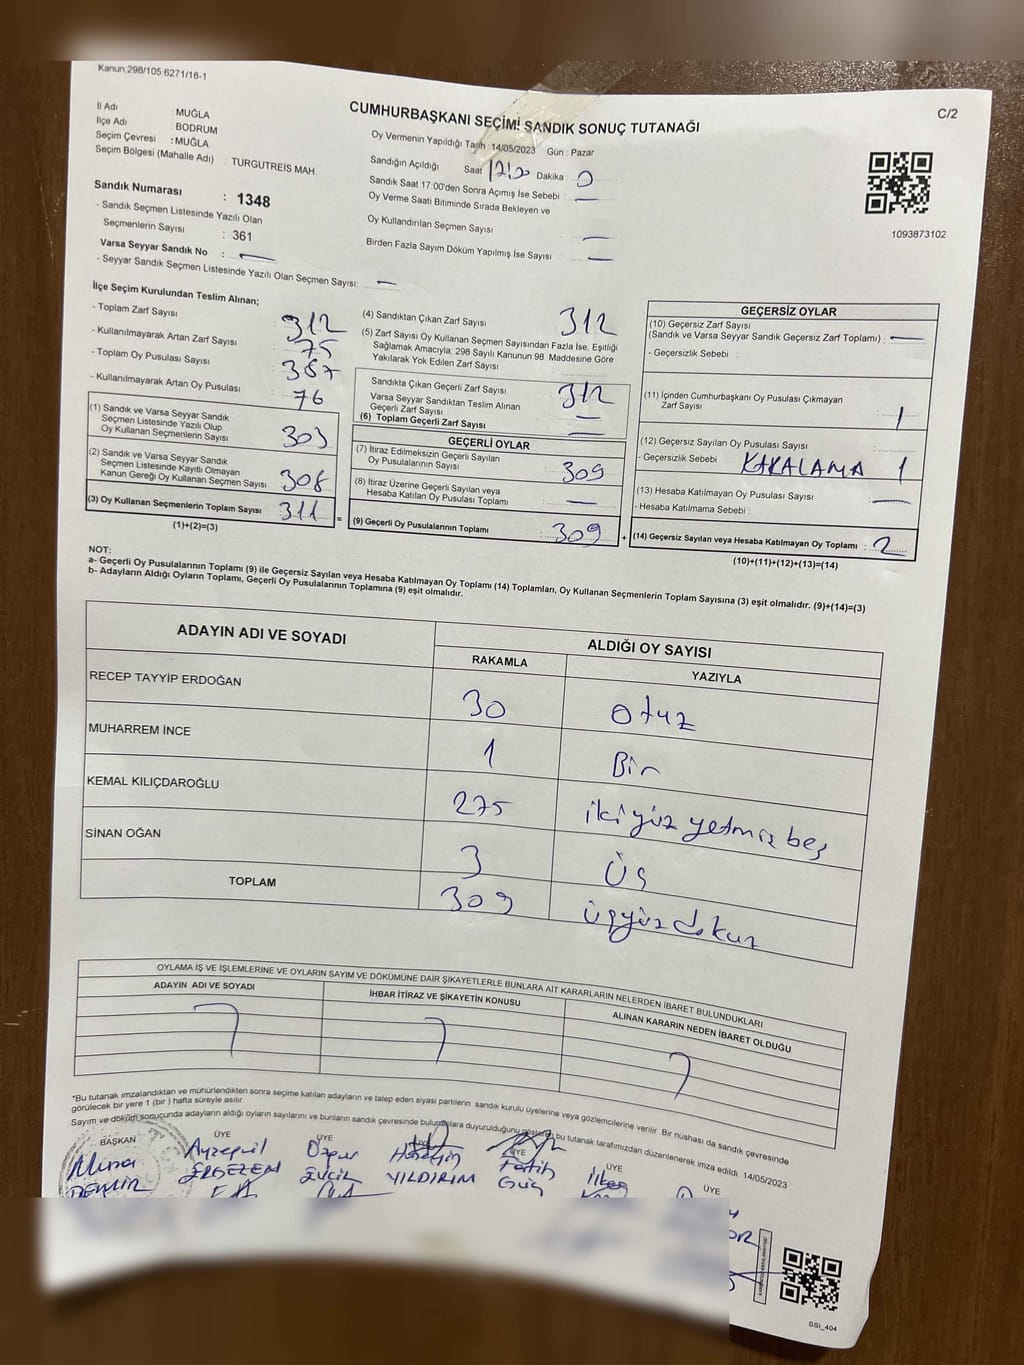 Kanun:298/105.6271/18-1
C/2
CUMHURBAŞKANI SEÇİMİ SANDIK SONUÇ TUTANAĞI
İl Adı : MUĞLA
İlçe Adı : BODRUM
Seçim Çevresi : MUĞLA
Seçim Bölgesi (Mahalle Adı) : TURGUTREİS MAH
Oy Vermenin Yapıldığı Tarih :14/05/2023 Gün : Pazar
Sandığın Açıldığı Saat Dakika :
Sandık Saat 17:00'den Sonra Açımış İse Sebebi :
Oy Verme Saati Bitiminde Sırada Bekleyen ve
Oy Kullandırılan Seçmen Sayısı
Birden Fazla Sayım Döküm Yapılmış İse Sayısı :
1093873102
Sandık Numarası : 1348
- Sandık Seçmen Listesinde Yazılı Olan
Seçmenlerin Sayısı : 361
Varsa Seyyar Sandık No : —
- Seyyar Sandık Seçmen Listesinde Yazılı Olan Seçmen Sayısı: —
İlçe Seçim Kurulundan Teslim Alınan;
- Toplam Zarf Sayısı : 312
- Kullanılmayarak Artan Zarf Sayısı : 75
- Toplam Oy Pusulası Sayısı : 387
- Kullanılmayarak Artan Oy Pusulası : 76
(1) Sandık ve Varsa Seyyar Sandık
Seçmen Listesinde Yazılı Olup
Oy Kullanan Seçmenlerin Sayısı : 303
(2) Sandık ve Varsa Seyyar Sandık
Seçmen Listesinde Kayıtlı Olmayan
Kanun Gereği Oy Kullanan Seçmen Sayısı : 308
(3) Oy Kullanan Seçmenlerin Toplam Sayısı : 311
(1)+(2)=(3)
(4) Sandıktan Çıkan Zarf Sayısı : 312
(5) Zarf Sayısı Oy Kullanan Seçmen Sayısından Fazla İse, Eşitliği
Sağlamak Amacıyla; 298 Sayılı Kanunun 98. Maddesine Göre
Yakılarak Yok Edilen Zarf Sayısı :
Sandıkta Çıkan Geçerli Zarf Sayısı : 312
Varsa Seyyar Sandıktan Teslim Alınan
Geçerli Zarf Sayısı : —
(6) Toplam Geçerli Zarf Sayısı : —
GEÇERLİ OYLAR
(7) İtiraz Edilmeksizin Geçerli Sayılan
Oy Pusulalarının Sayısı : 309
(8) İtiraz Üzerine Geçerli Sayılan veya
Hesaba Katılan Oy Pusulası Toplamı : —
= (9) Geçerli Oy Pusulalarının Toplamı : 309 +
GEÇERSİZ OYLAR
(10) Geçersiz Zarf Sayısı
(Sandık ve Varsa Seyyar Sandık Geçersiz Zarf Toplamı) : —
- Geçersizlik Sebebi :
(11) İçinden Cumhurbaşkanı Oy Pusulası Çıkmayan
Zarf Sayısı : 1
(12) Geçersiz Sayılan Oy Pusulası Sayısı :
- Geçersizlik Sebebi KARALAMA 1
(13) Hesaba Katılmayan Oy Pusulası Sayısı : —
- Hesaba Katılmama Sebebi :
(14) Geçersiz Sayılan veya Hesaba Katılmayan Oy Toplamı : 2
(10)+(11)+(12)+(13)=(14)
NOT:
a- Geçerli Oy Pusulalarının Toplamı (9) ile Geçersiz Sayılan veya Hesaba Katılmayan Oy Toplamı (14) Toplamları, Oy Kullanan Seçmenlerin Toplam Sayısına (3) eşit olmalıdır. (9)+(14)=(3)
b- Adayların Aldığı Oyların Toplamı, Geçerli Oy Pusulalarının Toplamına (9) eşit olmalıdır.
ADAYIN ADI VE SOYADI ALDIĞI OY SAYISI
RAKAMLA YAZIYLA
RECEP TAYYİP ERDOĞAN 30 otuz
MUHARREM İNCE 1 Bir
KEMAL KILIÇDAROĞLU 275 iki yüz yetmiş beş
SİNAN OĞAN 3 Üç
TOPLAM 309 üçyüz dokuz
OYLAMA İŞ VE İŞLEMLERİNE VE OYLARIN SAYIM VE DÖKÜMÜNE DAİR ŞİKAYETLERLE BUNLARA AİT KARARLARIN NELERDEN İBARET BULUNDUKLARI
ADAYIN ADI VE SOYADI İHBAR İTİRAZ VE ŞİKAYETİN KONUSU ALINAN KARARIN NEDEN İBARET OLDUĞU
*Bu tutanak imzalandıktan ve mühürlendikten sonra seçime katılan adayların ve talep eden siyasi partilerin sandık kurulu üyelerine veya gözlemcilerine verilir. Bir nüshası da sandık çevresinde
görülecek bir yere 1 (bir) hafta süreyle asılır.
Sayım ve döküm sonucunda adayların aldığı oyların sayılarını ve bunların sandık çevresinde bulunanlara duyurulduğunu gösteren bu tutanak tarafımızdan düzenlenerek imza edildi. 14/05/2023
BAŞKAN ÜYE ÜYE ÜYE ÜYE ÜYE ÜYE
Özgür Hüseyin Fatih İlker
DEMİR YILDIRIM Güç
SSI_404